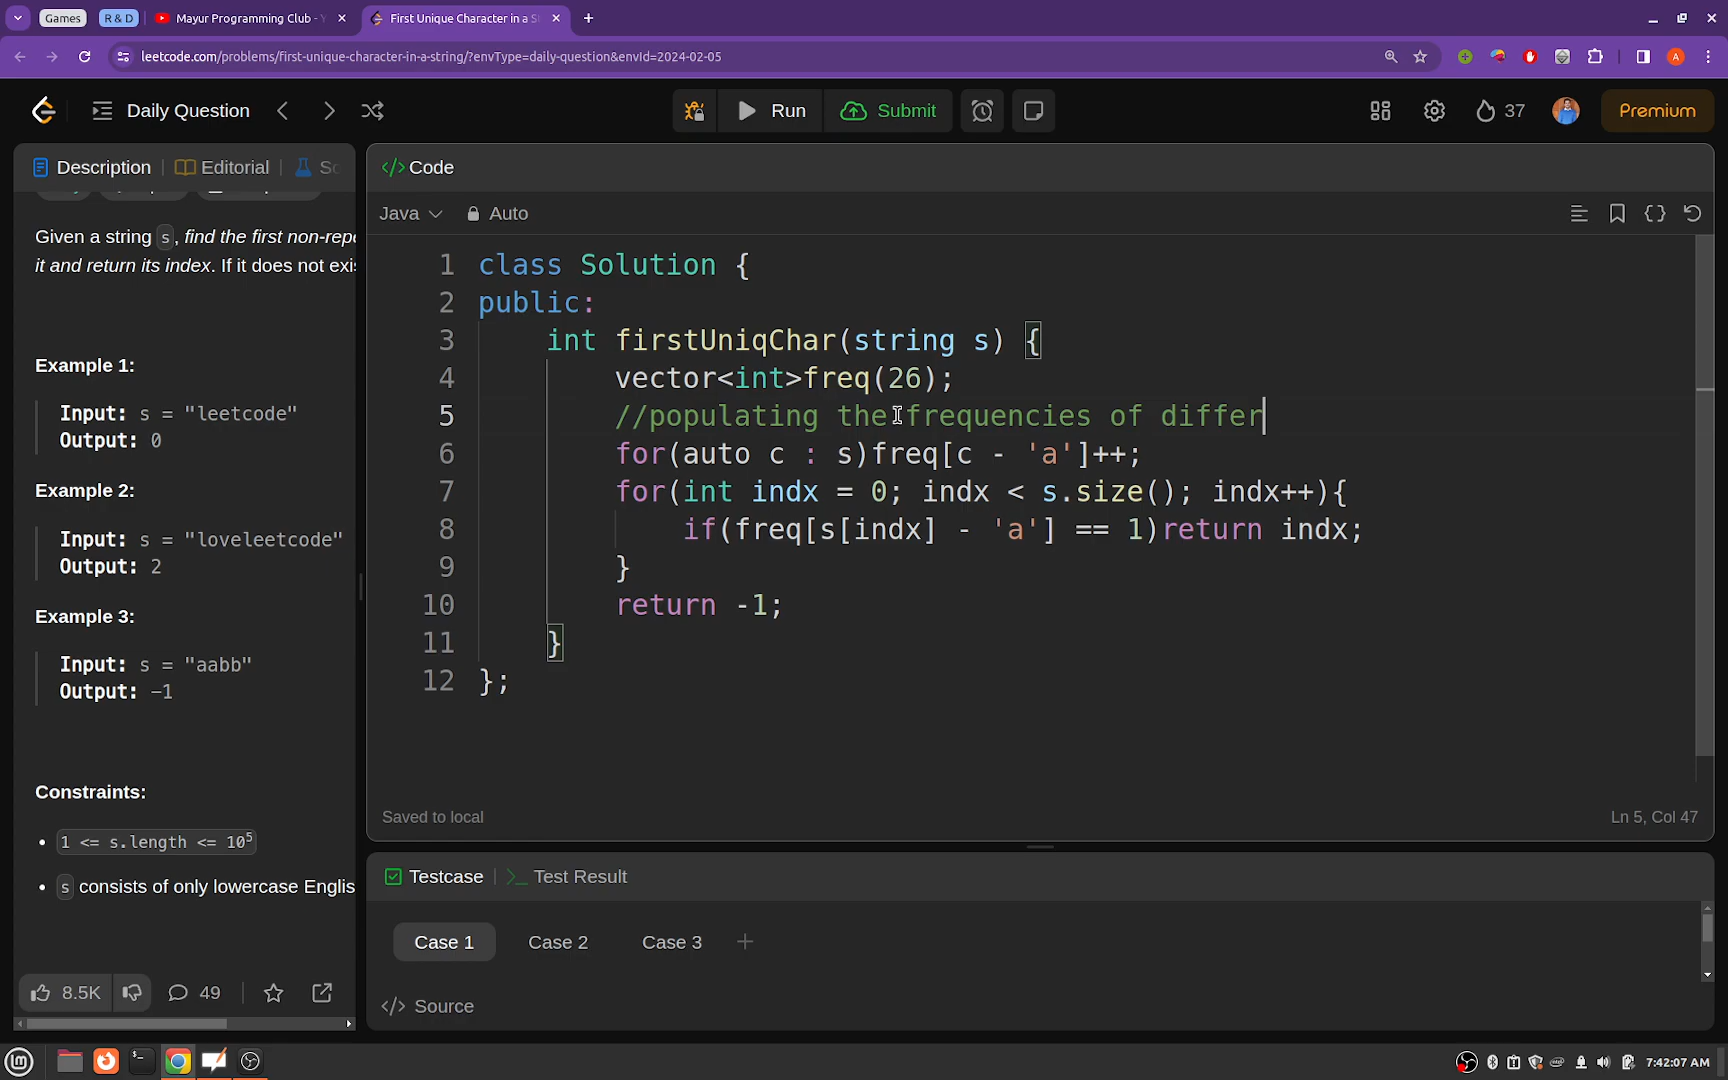 Games
R & D
Mayur Programming Club - Y
First Unique Character in a S
leetcode.com/problems/first-unique-character-in-a-string/?envType=daily-question&envId=2024-02-05
A
Daily Question
Run
Submit
37
Premium
Description
Editorial
So
Given a string s, find the first non-repe
it and return its index. If it does not exis
Example 1:
Input: s = "leetcode"
Output: 0
Example 2:
Input: s = "loveleetcode"
Output: 2
Example 3:
Input: s = "aabb"
Output: -1
Constraints:
1 <= s.length <= 10^5
s consists of only lowercase Englis
8.5K
49
</> Code
Java
Auto
1 class Solution {
2 public:
3 int firstUniqChar(string s) {
4 vector<int>freq(26);
5 //populating the frequencies of differ
6 for(auto c : s)freq[c - 'a']++;
7 for(int indx = 0; indx < s.size(); indx++){
8 if(freq[s[indx] - 'a'] == 1)return indx;
9 }
10 return -1;
11 }
12 };
Saved to local
Ln 5, Col 47
Testcase
>_ Test Result
Case 1
Case 2
Case 3
+
</> Source
7:42:07 AM